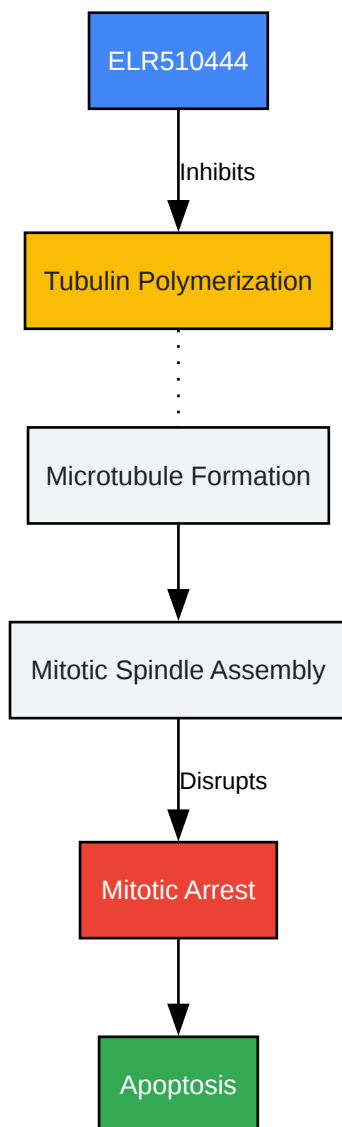 ELR510444
Inhibits
Tubulin Polymerization
Microtubule Formation
Mitotic Spindle Assembly
Disrupts
Mitotic Arrest
Apoptosis